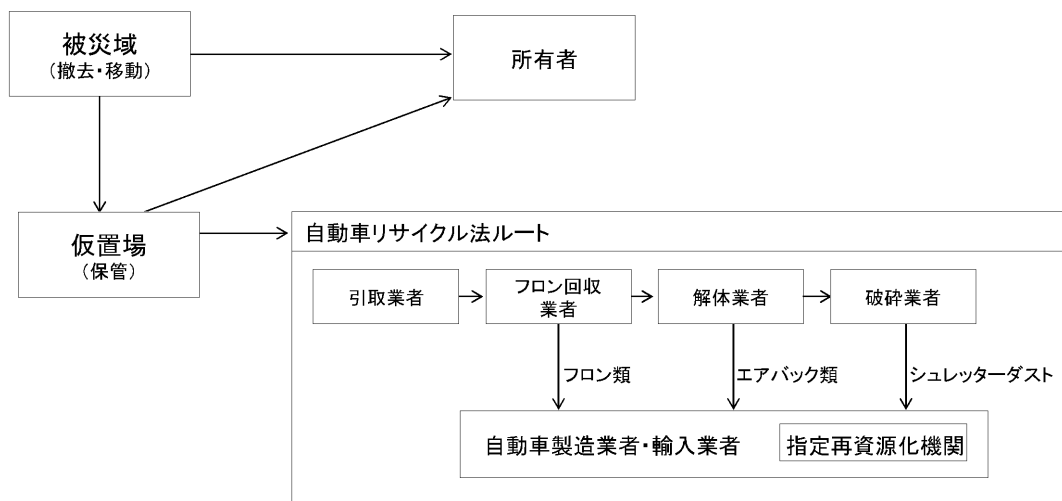 被災域
（撤去・移動）
所有者
仮置場
（保管）
自動車リサイクル法ルート
引取業者
フロン回収
業者
解体業者
破砕業者
フロン類
エアバック類
シュレッターダスト
自動車製造業者・輸入業者
指定再資源化機関